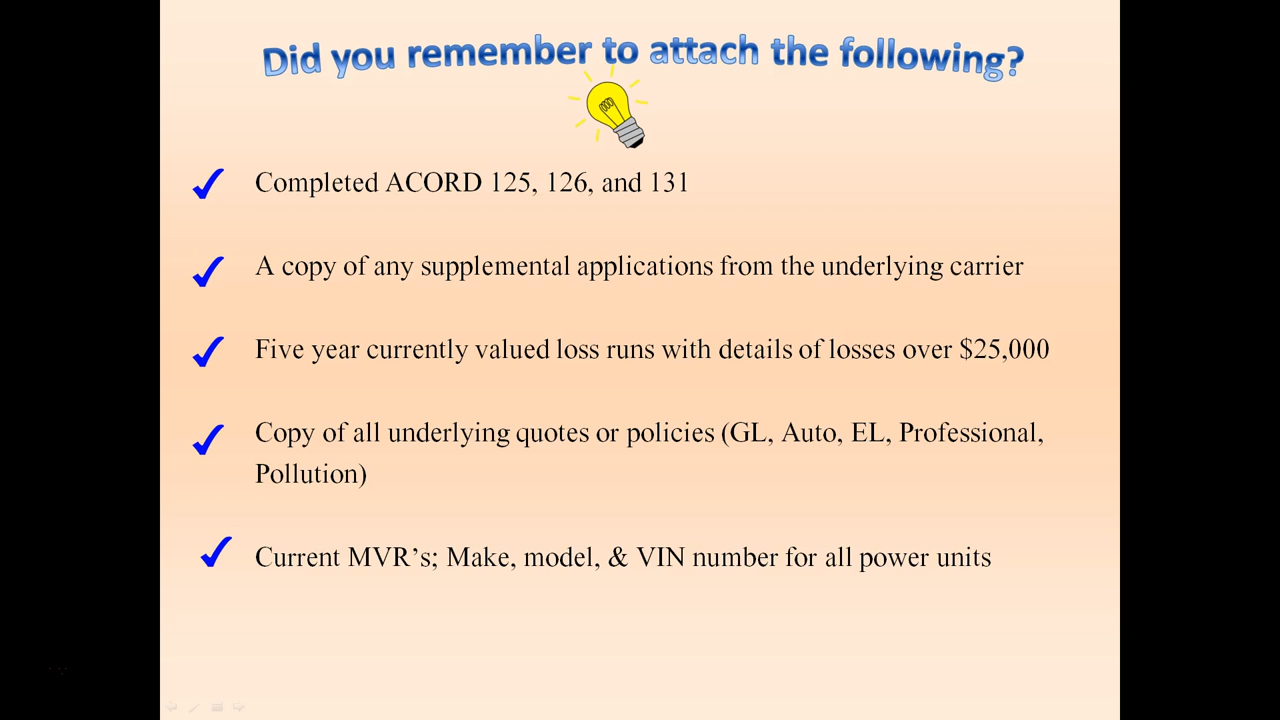 Did you remember to attach the following?
Completed ACORD 125, 126, and 131
A copy of any supplemental applications from the underlying carrier
Five year currently valued loss runs with details of losses over $25,000
Copy of all underlying quotes or policies (GL, Auto, EL, Professional,
Pollution)
Current MVR’s; Make, model, & VIN number for all power units